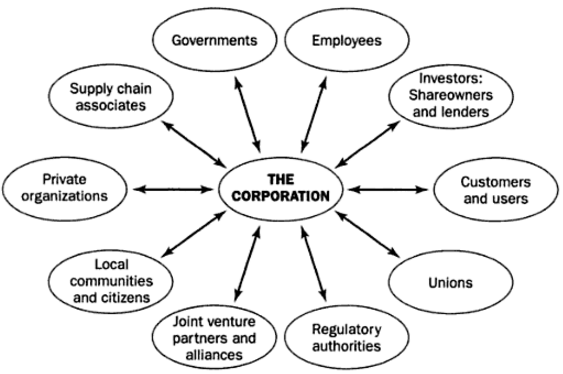 Governments
Employees
Supply chain
associates
Investors:
Shareowners
and lenders
Private
organizations
THE
CORPORATION
Customers
and users
Local
communities
and citizens
Unions
Joint venture
partners and
alliances
Regulatory
authorities